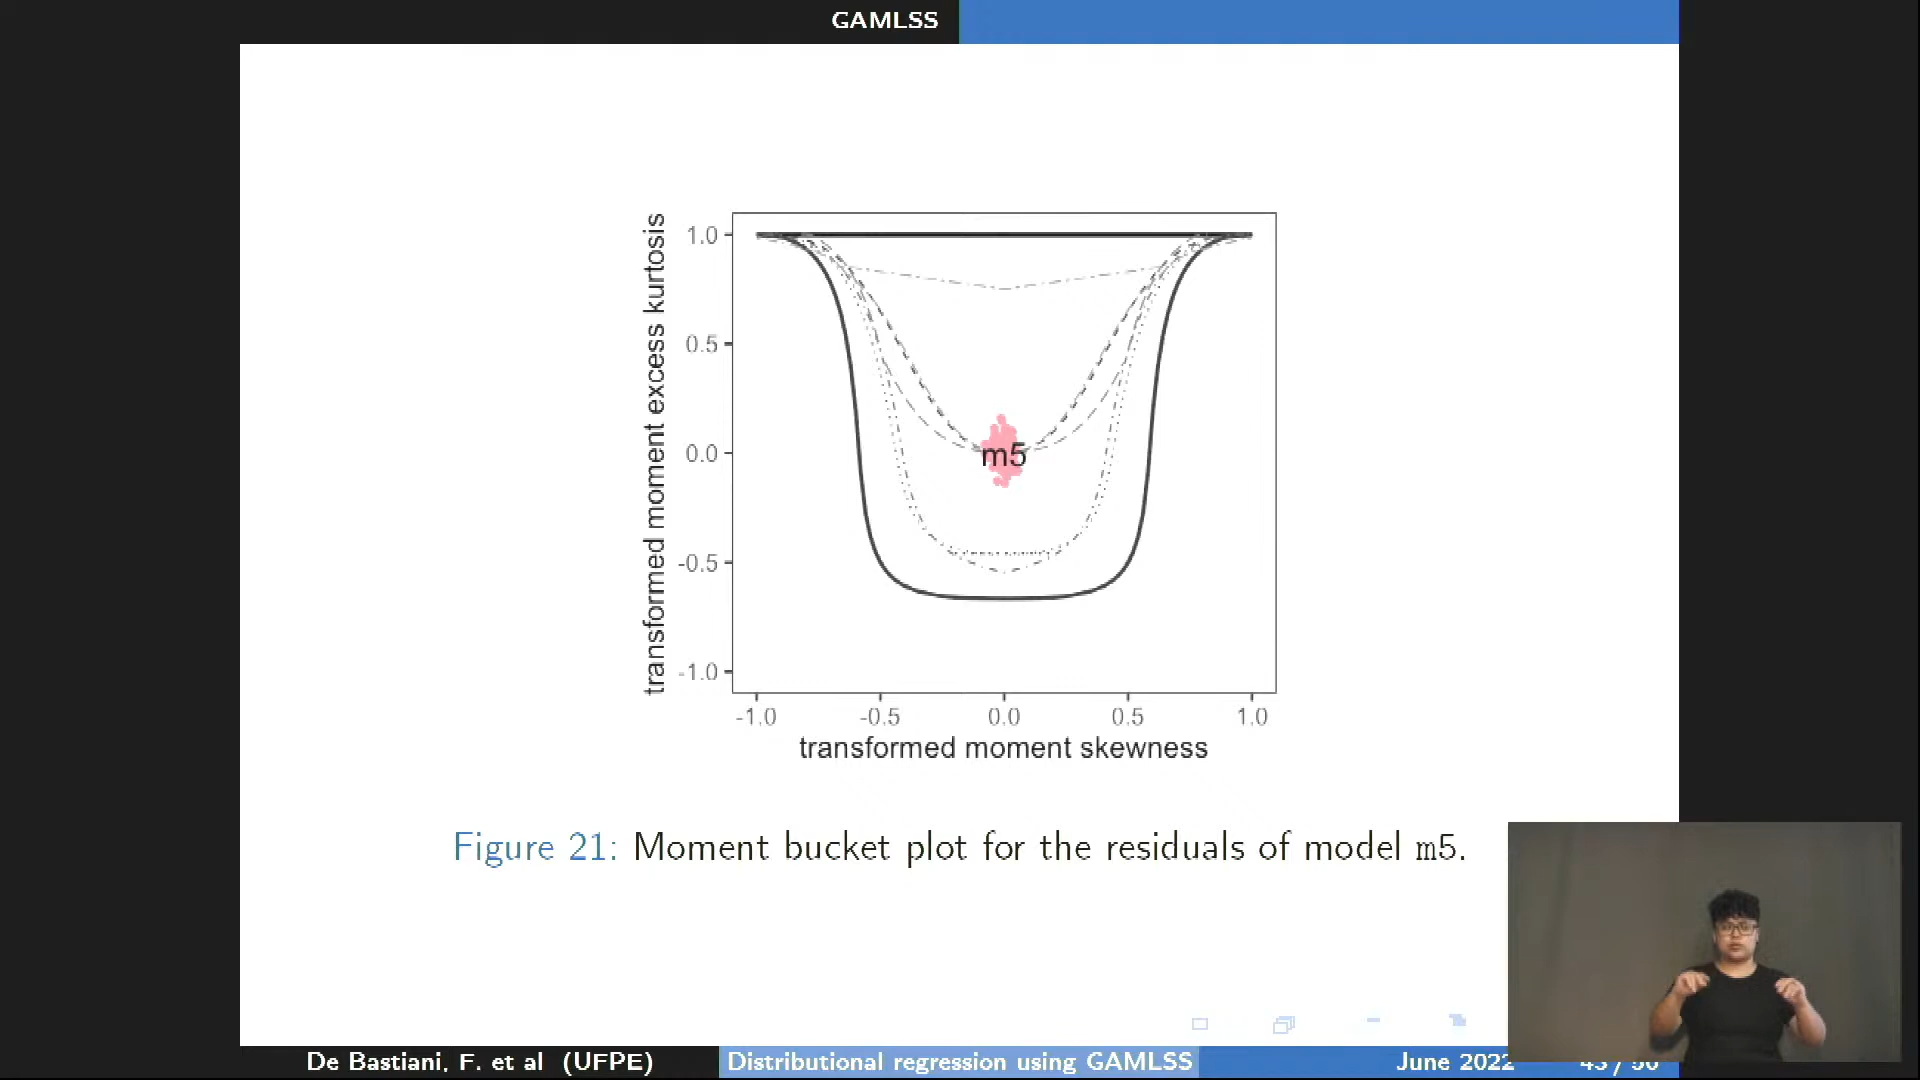 GAMLSS
transformed moment excess kurtosis
1.0
0.5
0.0
-0.5
-1.0
m5
-1.0 -0.5 0.0 0.5 1.0
transformed moment skewness
Figure 21: Moment bucket plot for the residuals of model m5.
De Bastiani, F. et al (UFPE) Distributional regression using GAMLSS June 2022